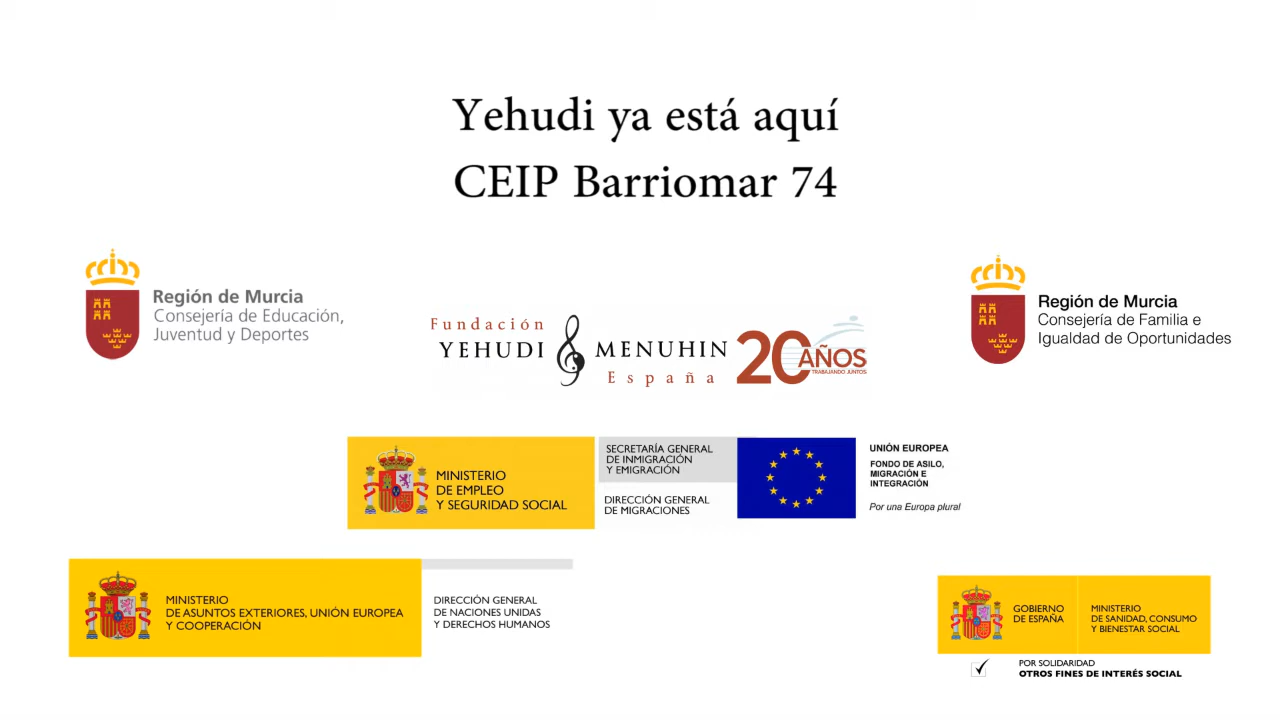 Yehudi ya está aquí
CEIP Barriomar 74
Región de Murcia
Consejería de Educación,
Juventud y Deportes
Fundación
YEHUDI MENUHIN
España
20 AÑOS
TRABAJANDO JUNTOS
Región de Murcia
Consejería de Familia e
Igualdad de Oportunidades
MINISTERIO
DE EMPLEO
Y SEGURIDAD SOCIAL
SECRETARÍA GENERAL
DE INMIGRACIÓN
Y EMIGRACIÓN
DIRECCIÓN GENERAL
DE MIGRACIONES
UNIÓN EUROPEA
FONDO DE ASILO,
MIGRACIÓN E
INTEGRACIÓN
Por una Europa plural
MINISTERIO
DE ASUNTOS EXTERIORES, UNIÓN EUROPEA
Y COOPERACIÓN
DIRECCIÓN GENERAL
DE NACIONES UNIDAS
Y DERECHOS HUMANOS
GOBIERNO
DE ESPAÑA
MINISTERIO
DE SANIDAD, CONSUMO
Y BIENESTAR SOCIAL
POR SOLIDARIDAD
OTROS FINES DE INTERÉS SOCIAL